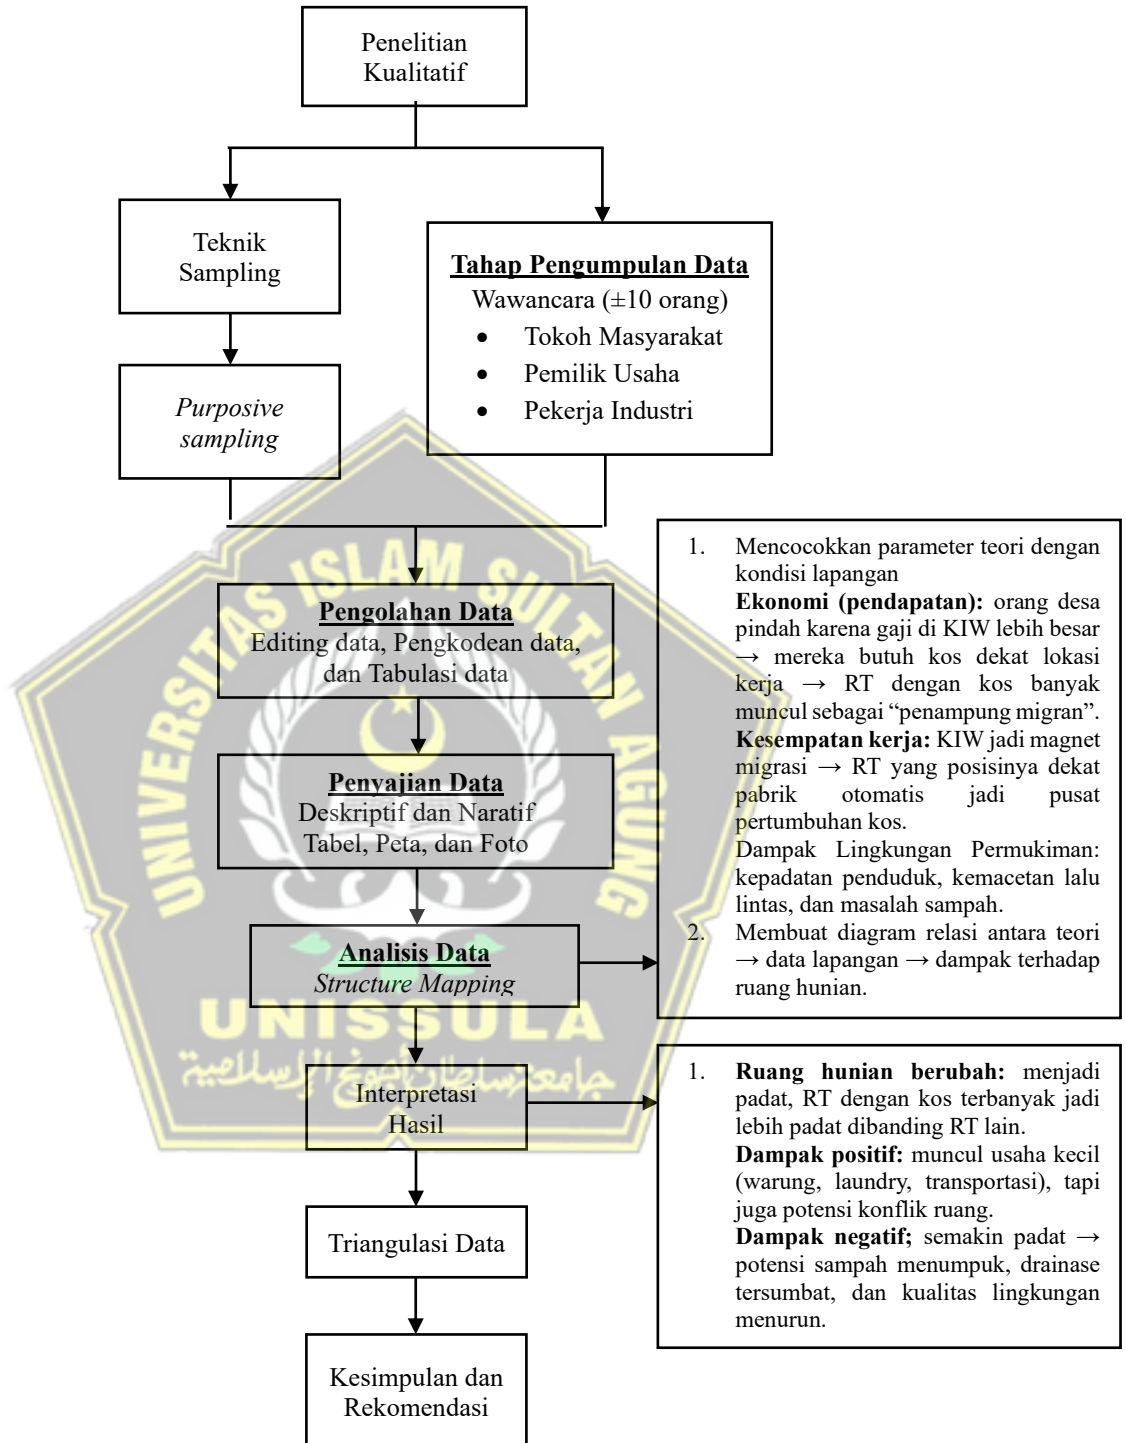 Penelitian
Kualitatif
Teknik
Sampling
Purposive
sampling
Tahap Pengumpulan Data
Wawancara (±10 orang)
• Tokoh Masyarakat
• Pemilik Usaha
• Pekerja Industri
Pengolahan Data
Editing data, Pengkodean data,
dan Tabulasi data
Penyajian Data
Deskriptif dan Naratif
Tabel, Peta, dan Foto
Analisis Data
Structure Mapping
1. Mencocokkan parameter teori dengan
kondisi lapangan
Ekonomi (pendapatan): orang desa
pindah karena gaji di KIW lebih besar
→ mereka butuh kos dekat lokasi
kerja → RT dengan kos banyak
muncul sebagai “penampung migran”.
Kesempatan kerja: KIW jadi magnet
migrasi → RT yang posisinya dekat
pabrik otomatis jadi pusat
pertumbuhan kos.
Dampak Lingkungan Permukiman:
kepadatan penduduk, kemacetan lalu
lintas, dan masalah sampah.
2. Membuat diagram relasi antara teori
→ data lapangan → dampak terhadap
ruang hunian.
Interpretasi
Hasil
1. Ruang hunian berubah: menjadi
padat, RT dengan kos terbanyak jadi
lebih padat dibanding RT lain.
Dampak positif: muncul usaha kecil
(warung, laundry, transportasi), tapi
juga potensi konflik ruang.
Dampak negatif; semakin padat →
potensi sampah menumpuk, drainase
tersumbat, dan kualitas lingkungan
menurun.
Triangulasi Data
Kesimpulan dan
Rekomendasi
UNIVERSITAS ISLAM SULTAN AGUNG
UNISSULA
جامعة سلطان أجونج الإسلامية